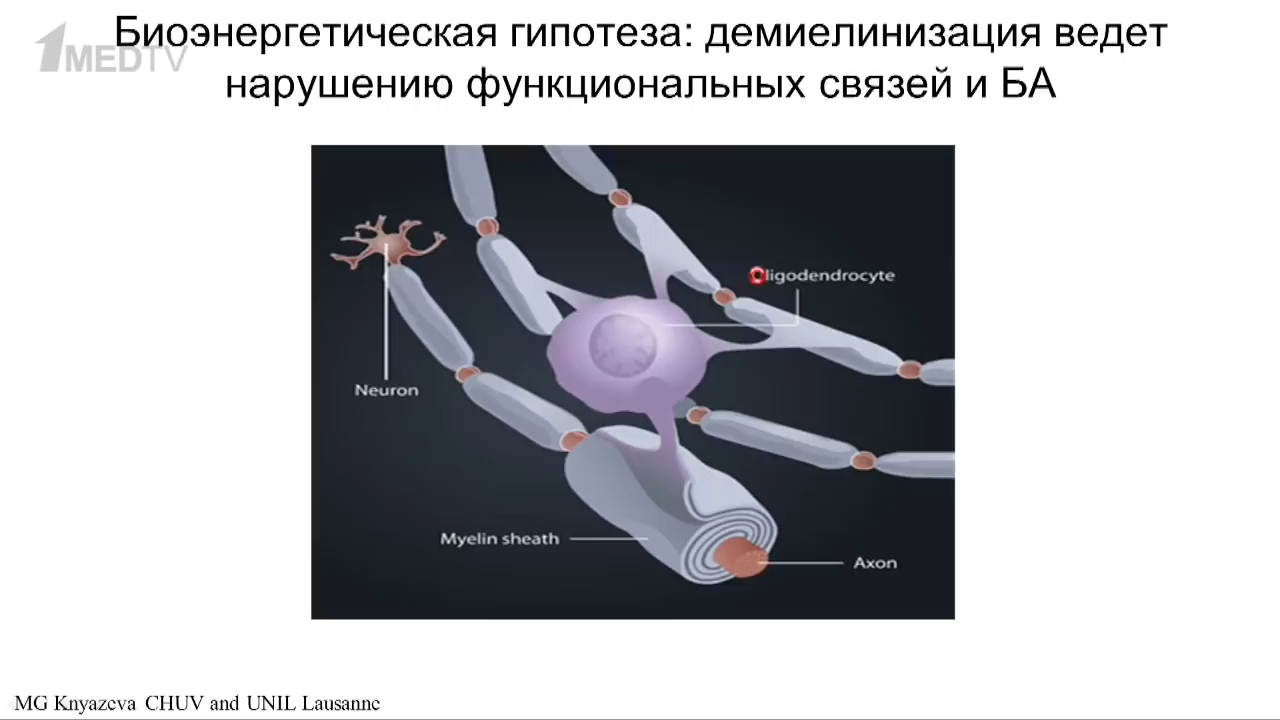 Биоэнергетическая гипотеза: демиелинизация ведет
1MEDTV
нарушению функциональных связей и БА
Oligodendrocyte
Neuron
Myelin sheath
Axon
MG Knyazeva CHUV and UNIL Lausanne